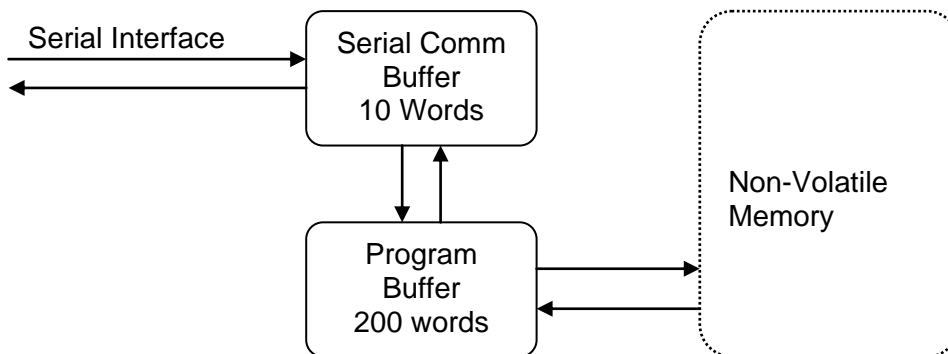 Serial Interface
Serial Comm
Buffer
10 Words
Non-Volatile
Memory
Program
Buffer
200 words